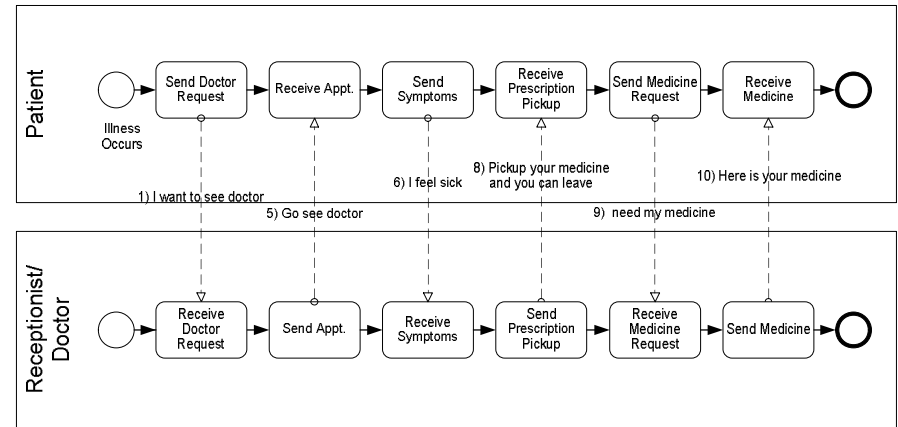 Patient
Send Doctor
Request
Receive Appt.
Send
Symptoms
Receive
Prescription
Pickup
Send Medicine
Request
Receive
Medicine
Illness
Occurs
1) I want to see doctor
5) Go see doctor
6) I feel sick
8) Pickup your medicine
and you can leave
9) need my medicine
10) Here is your medicine
Receptionist/
Doctor
Receive
Doctor
Request
Send Appt.
Receive
Symptoms
Send
Prescription
Pickup
Receive
Medicine
Request
Send Medicine